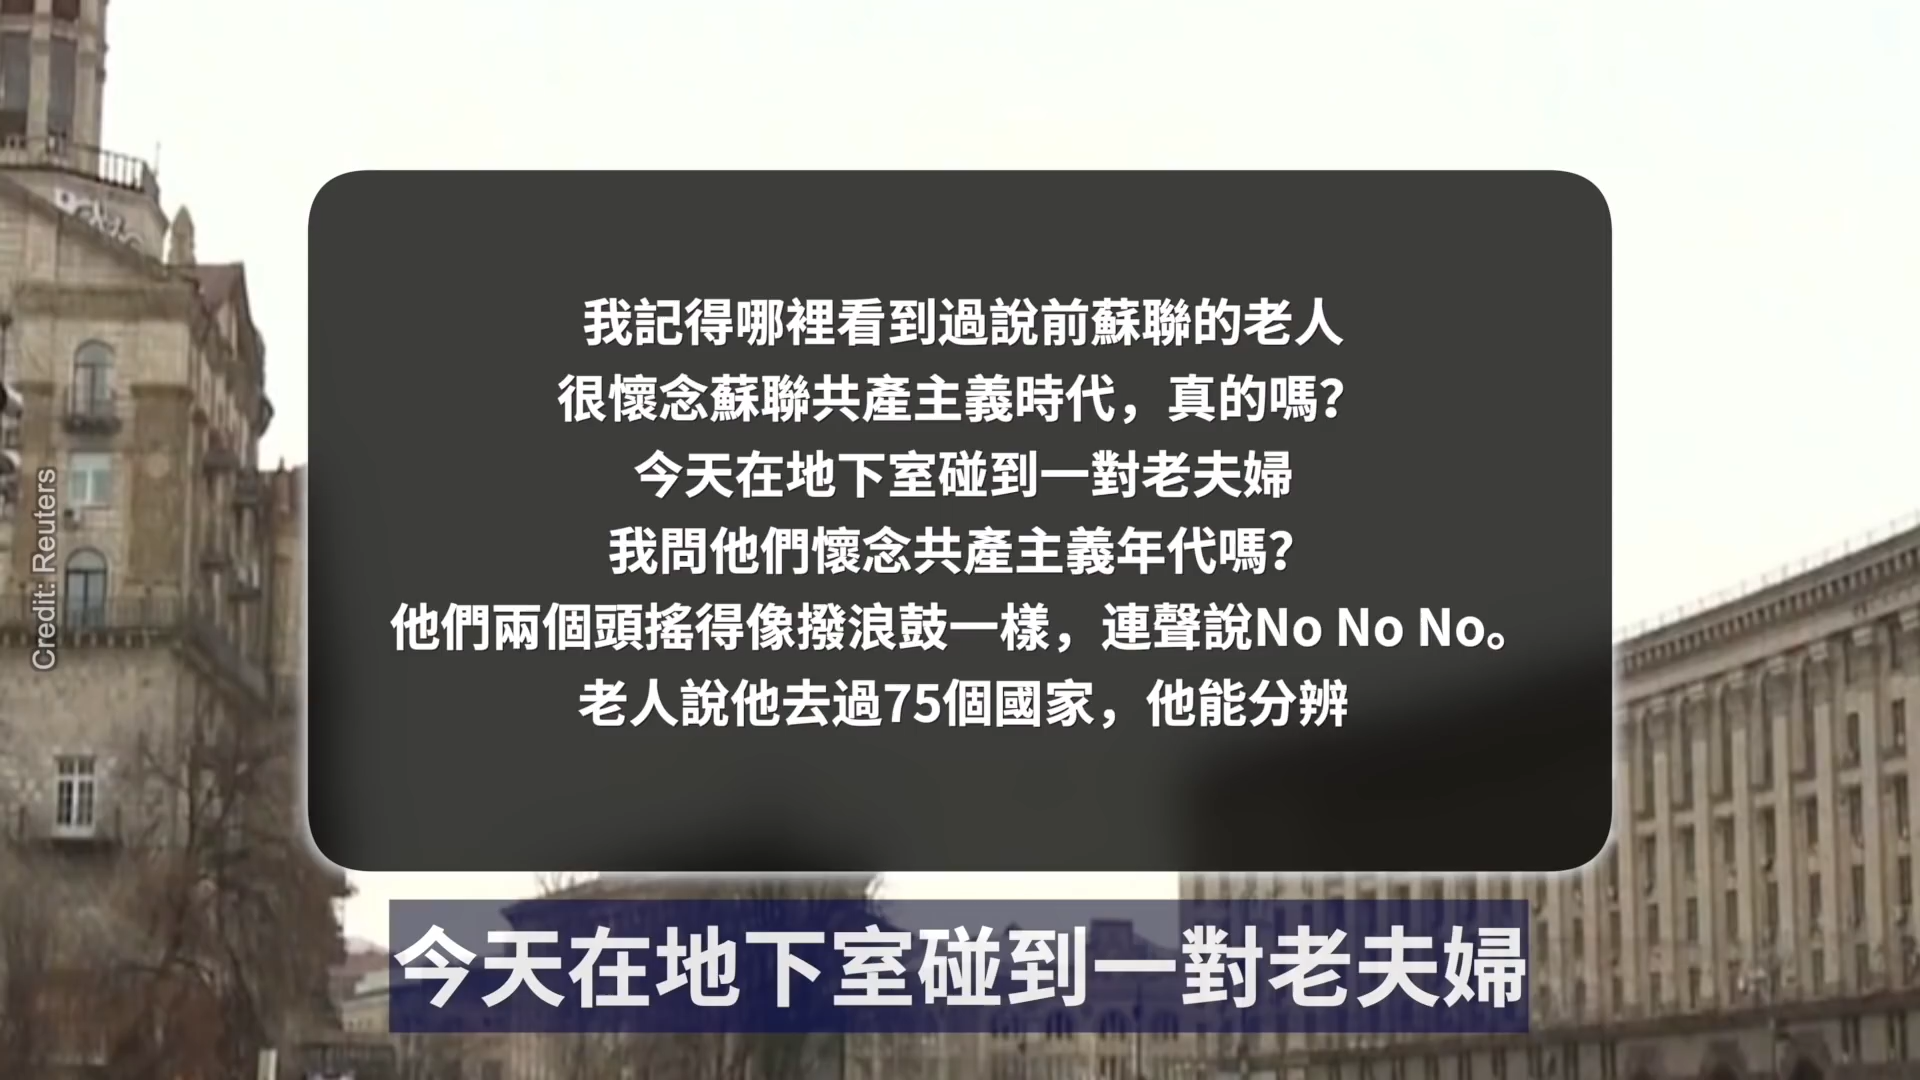 Credit: Reuters
我記得哪裡看到過說前蘇聯的老人
很懷念蘇聯共產主義時代，真的嗎？
今天在地下室碰到一對老夫婦
我問他們懷念共產主義年代嗎？
他們兩個頭搖得像撥浪鼓一樣，連聲說No No No。
老人說他去過75個國家，他能分辨
今天在地下室碰到一對老夫婦